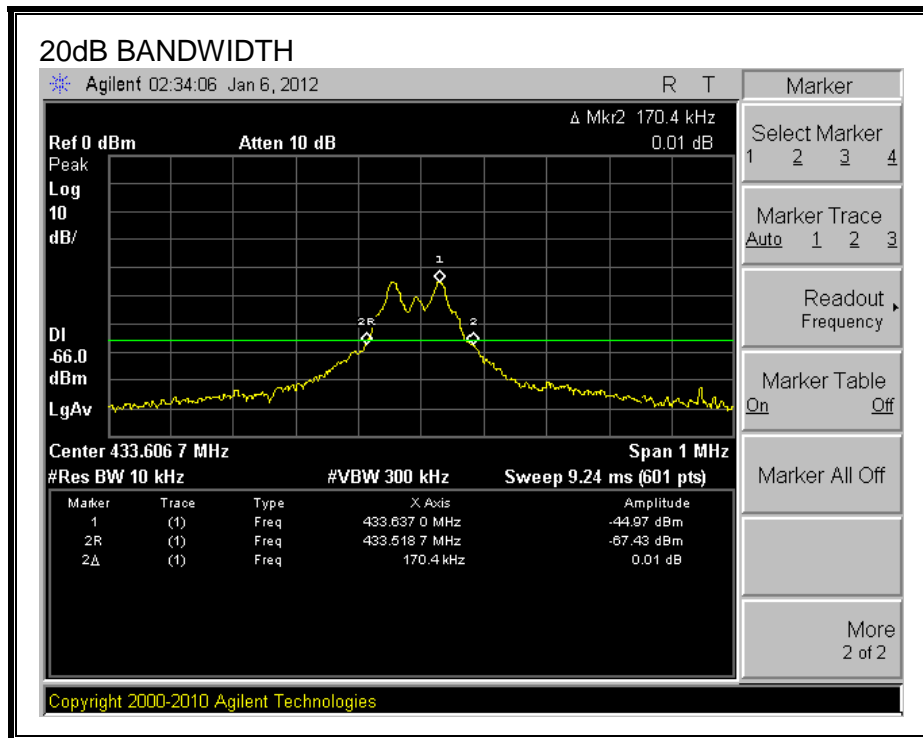 20dB BANDWIDTH
Agilent 02:34:06 Jan 6, 2012 R T
Δ Mkr2 170.4 kHz
Ref 0 dBm Atten 10 dB 0.01 dB
Peak
Log
10
dB/
1
2R
2
DI
-66.0
dBm
LgAv
Center 433.606 7 MHz Span 1 MHz
#Res BW 10 kHz #VBW 300 kHz Sweep 9.24 ms (601 pts)
Marker Trace Type X Axis Amplitude
1 (1) Freq 433.637 0 MHz -44.97 dBm
2R (1) Freq 433.518 7 MHz -67.43 dBm
2Δ (1) Freq 170.4 kHz 0.01 dB
Copyright 2000-2010 Agilent Technologies
Marker
Select Marker
1 2 3 4
Marker Trace
Auto 1 2 3
Readout
Frequency
Marker Table
On Off
Marker All Off
More
2 of 2